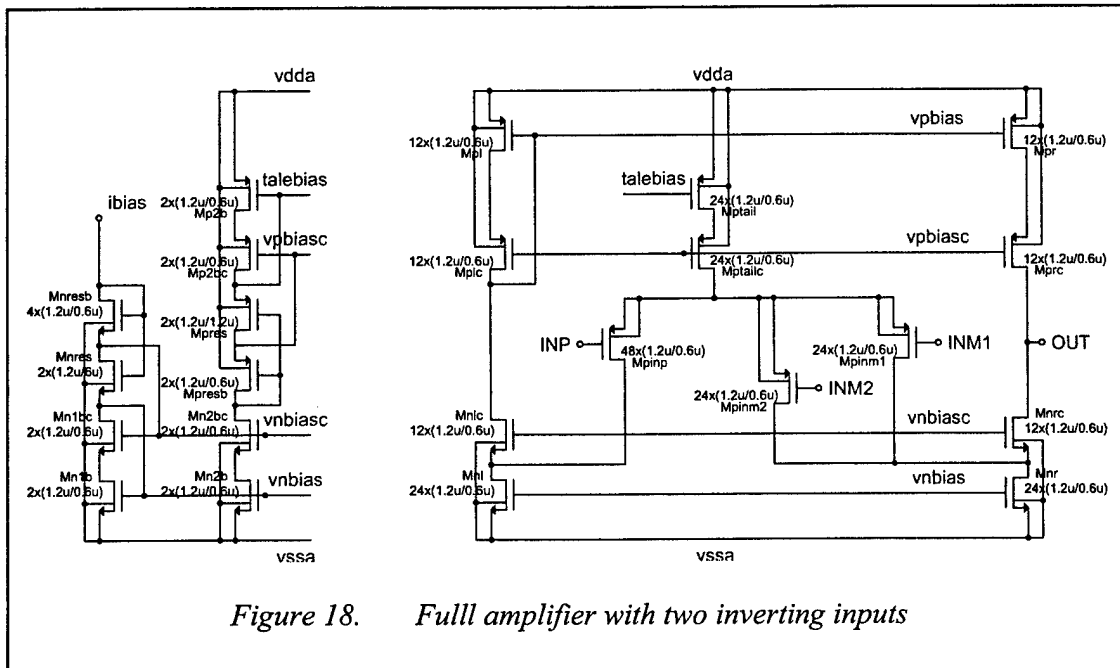 vdda
talebias
2x(1.2u/0.6u)
Mp2b
ibias
vpbiasc
2x(1.2u/0.6u)
Mp2bc
Mnresb
4x(1.2u/0.6u)
2x(1.2u/1.2u)
Mpres
Mnres
2x(1.2u/6u)
2x(1.2u/0.6u)
Mpresb
Mn1bc
2x(1.2u/0.6u)
Mn2bc
2x(1.2u/0.6u)
vnbiasc
Mn1b
2x(1.2u/0.6u)
Mn2b
2x(1.2u/0.6u)
vnbias
vssa
vdda
vpbias
12x(1.2u/0.6u)
Mpl
12x(1.2u/0.6u)
Mpr
talebias
24x(1.2u/0.6u)
Mptail
vpbiasc
12x(1.2u/0.6u)
Mplc
24x(1.2u/0.6u)
Mptailc
12x(1.2u/0.6u)
Mprc
INP
48x(1.2u/0.6u)
Mpinp
24x(1.2u/0.6u)
Mpinm1
INM1
OUT
24x(1.2u/0.6u)
Mpinm2
INM2
Mnlc
12x(1.2u/0.6u)
vnbiasc
Mnrc
12x(1.2u/0.6u)
Mnl
24x(1.2u/0.6u)
vnbias
Mnr
24x(1.2u/0.6u)
vssa
Figure 18. Fulll amplifier with two inverting inputs